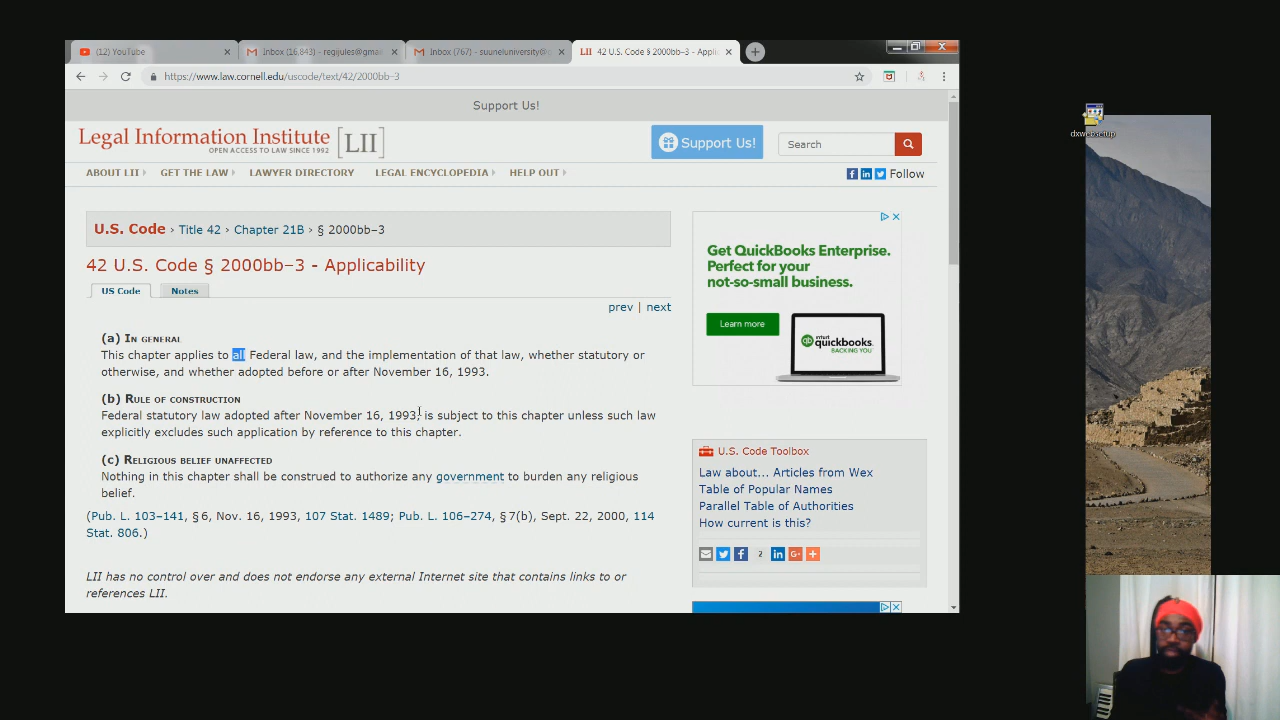 (12) YouTube
Inbox (16,843) - regijules@gmai
Inbox (767) - suuneluniversity@g
LII 42 U.S. Code § 2000bb–3 - Applic
https://www.law.cornell.edu/uscode/text/42/2000bb–3
Support Us!
Legal Information Institute [LII]
OPEN ACCESS TO LAW SINCE 1992
Support Us!
Search
ABOUT LII GET THE LAW LAWYER DIRECTORY LEGAL ENCYCLOPEDIA HELP OUT
Follow
U.S. Code › Title 42 › Chapter 21B › § 2000bb–3
42 U.S. Code § 2000bb–3 - Applicability
US Code Notes
prev | next
(a) In general
This chapter applies to all Federal law, and the implementation of that law, whether statutory or
otherwise, and whether adopted before or after November 16, 1993.
(b) Rule of construction
Federal statutory law adopted after November 16, 1993, is subject to this chapter unless such law
explicitly excludes such application by reference to this chapter.
(c) Religious belief unaffected
Nothing in this chapter shall be construed to authorize any government to burden any religious
belief.
(Pub. L. 103–141, § 6, Nov. 16, 1993, 107 Stat. 1489; Pub. L. 106–274, § 7(b), Sept. 22, 2000, 114
Stat. 806.)
LII has no control over and does not endorse any external Internet site that contains links to or
references LII.
Get QuickBooks Enterprise.
Perfect for your
not-so-small business.
Learn more
intuit
quickbooks.
BACKING YOU
U.S. Code Toolbox
Law about... Articles from Wex
Table of Popular Names
Parallel Table of Authorities
How current is this?
2
dxwebsetup